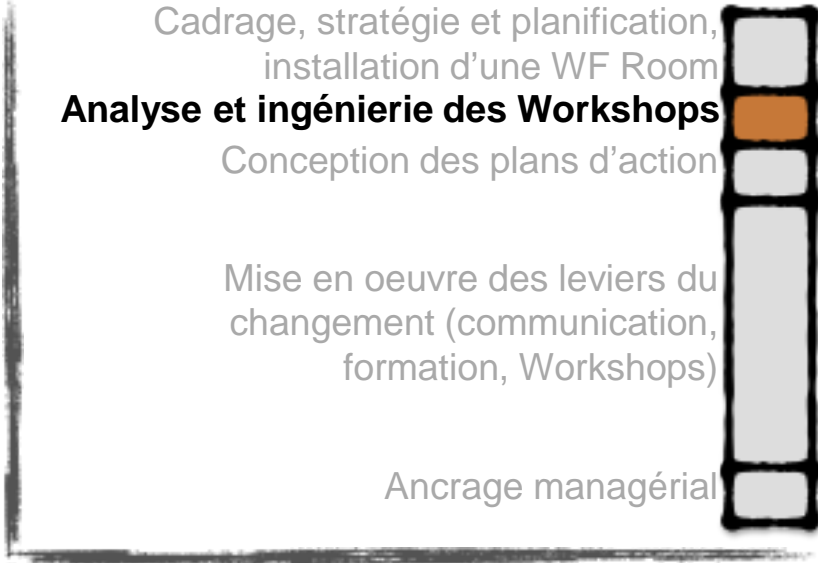 Cadrage, stratégie et planification,
installation d’une WF Room
Analyse et ingénierie des Workshops
Conception des plans d’action
Mise en oeuvre des leviers du
changement (communication,
formation, Workshops)
Ancrage managérial